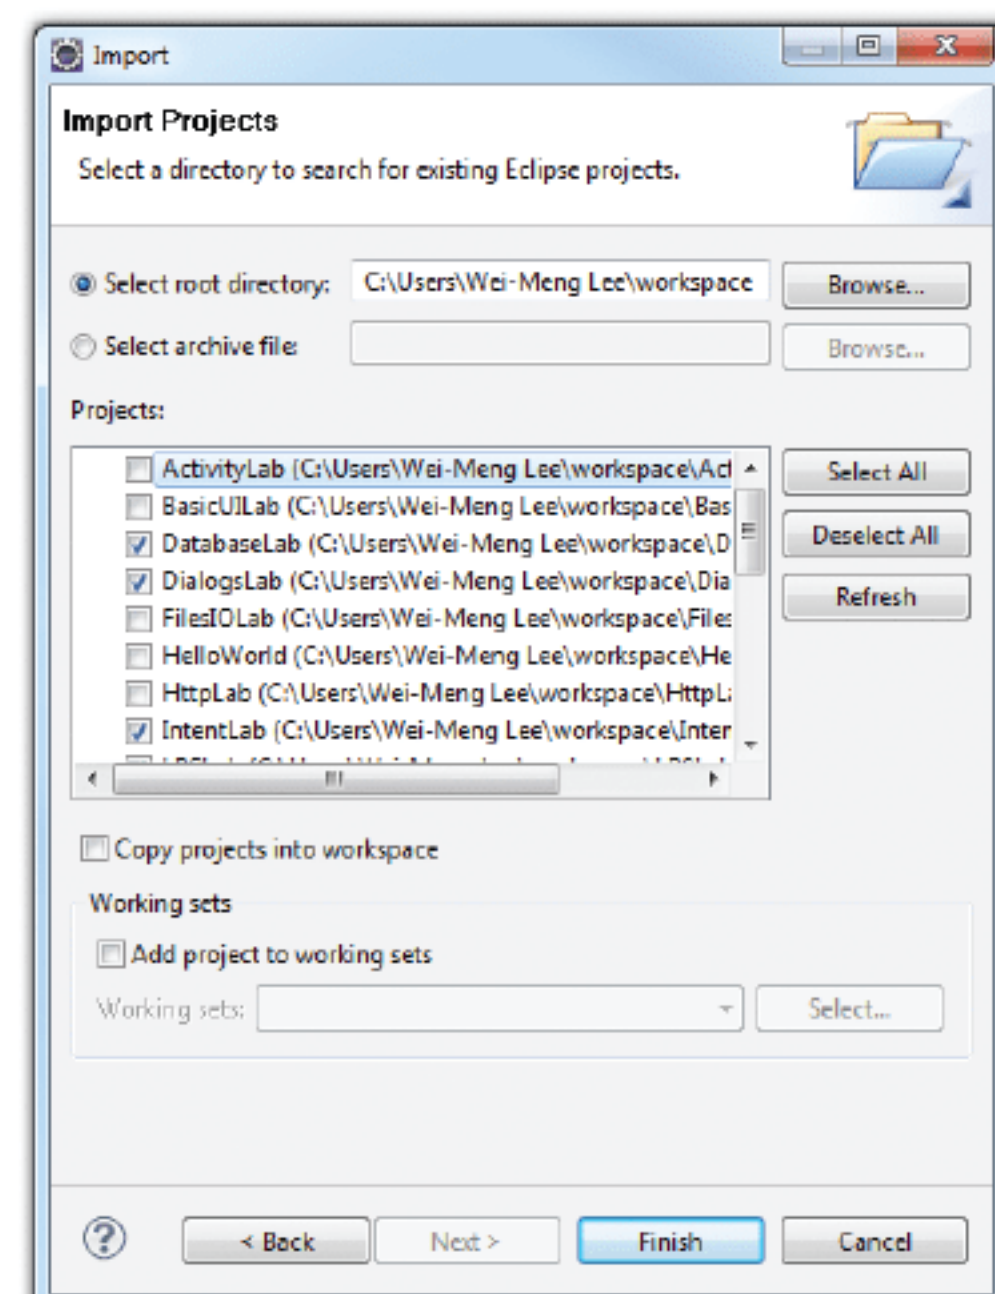 Import
Import Projects
Select a directory to search for existing Eclipse projects.
Select root directory: C:\Users\Wei-Meng Lee\workspace Browse...
Select archive file: Browse...
Projects:
ActivityLab (C:\Users\Wei-Meng Lee\workspace\Act
BasicUILab (C:\Users\Wei-Meng Lee\workspace\Bas
DatabaseLab (C:\Users\Wei-Meng Lee\workspace\D
DialogsLab (C:\Users\Wei-Meng Lee\workspace\Dia
FilesIOLab (C:\Users\Wei-Meng Lee\workspace\Files
HelloWorld (C:\Users\Wei-Meng Lee\workspace\He
HttpLab (C:\Users\Wei-Meng Lee\workspace\HttpLa
IntentLab (C:\Users\Wei-Meng Lee\workspace\Inter
Select All
Deselect All
Refresh
Copy projects into workspace
Working sets
Add project to working sets
Working sets: Select...
? < Back Next > Finish Cancel